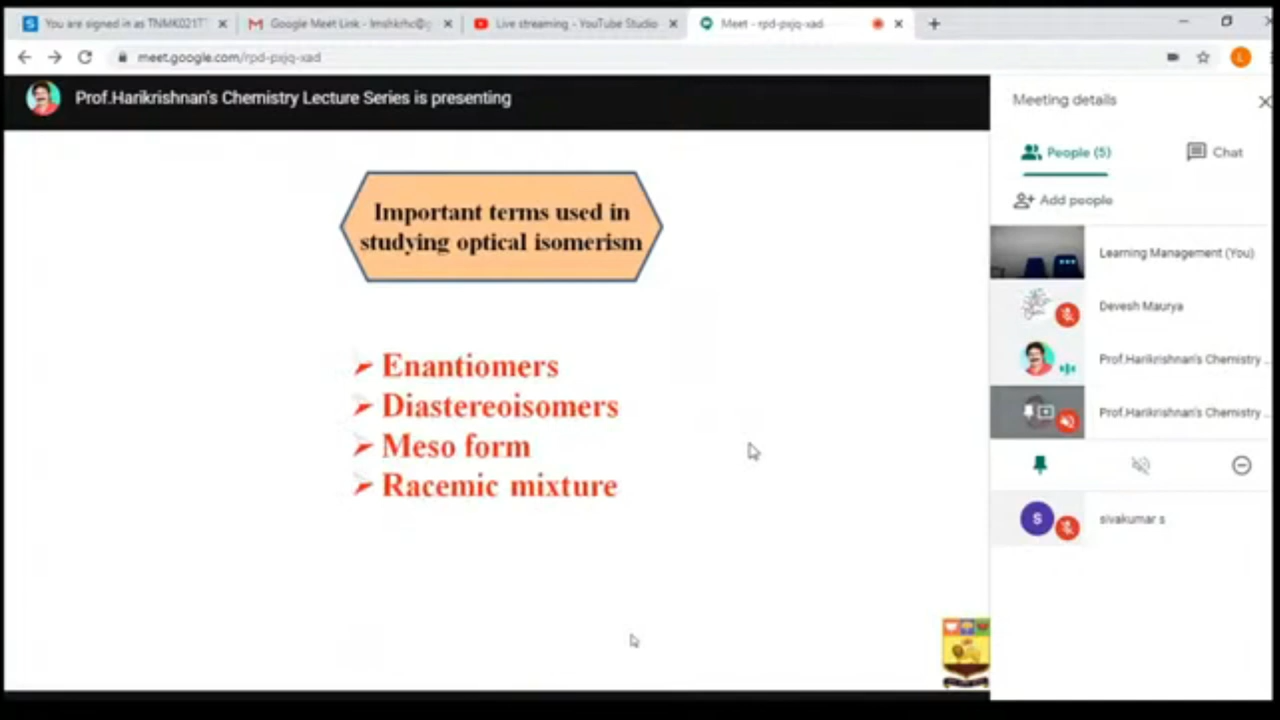 You are signed in as TNMK021T
Google Meet Link - lmshkrhc@g
Live streaming - YouTube Studio
Meet - rpd-pxjq-xad
meet.google.com/rpd-pxjq-xad
L
Prof.Harikrishnan's Chemistry Lecture Series is presenting
Important terms used in
studying optical isomerism
Enantiomers
Diastereoisomers
Meso form
Racemic mixture
Meeting details
People (5)
Chat
Add people
Learning Management (You)
Devesh Maurya
Prof.Harikrishnan's Chemistry ...
Prof.Harikrishnan's Chemistry ...
S
sivakumar s